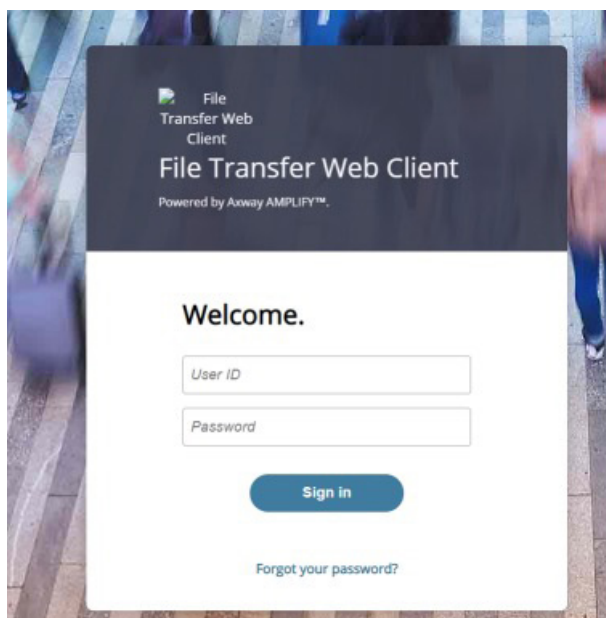 File
Transfer Web
Client
File Transfer Web Client
Powered by Axway AMPLIFY™.
Welcome.
User ID
Password
Sign in
Forgot your password?